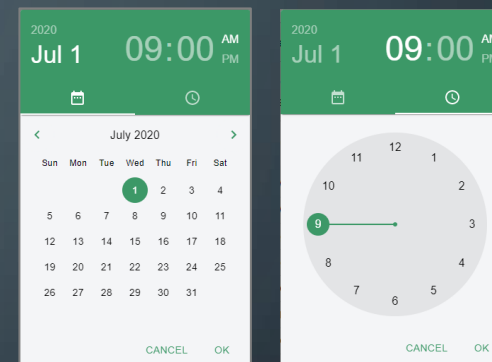 2020
Jul 1
09:00
AM
PM
July 2020
Sun Mon Tue Wed Thu Fri Sat
1 2 3 4
5 6 7 8 9 10 11
12 13 14 15 16 17 18
19 20 21 22 23 24 25
26 27 28 29 30 31
CANCEL OK
2020
Jul 1
09:00
AM
PM
12
11 1
10 2
9 3
8 4
7 5
6
CANCEL OK